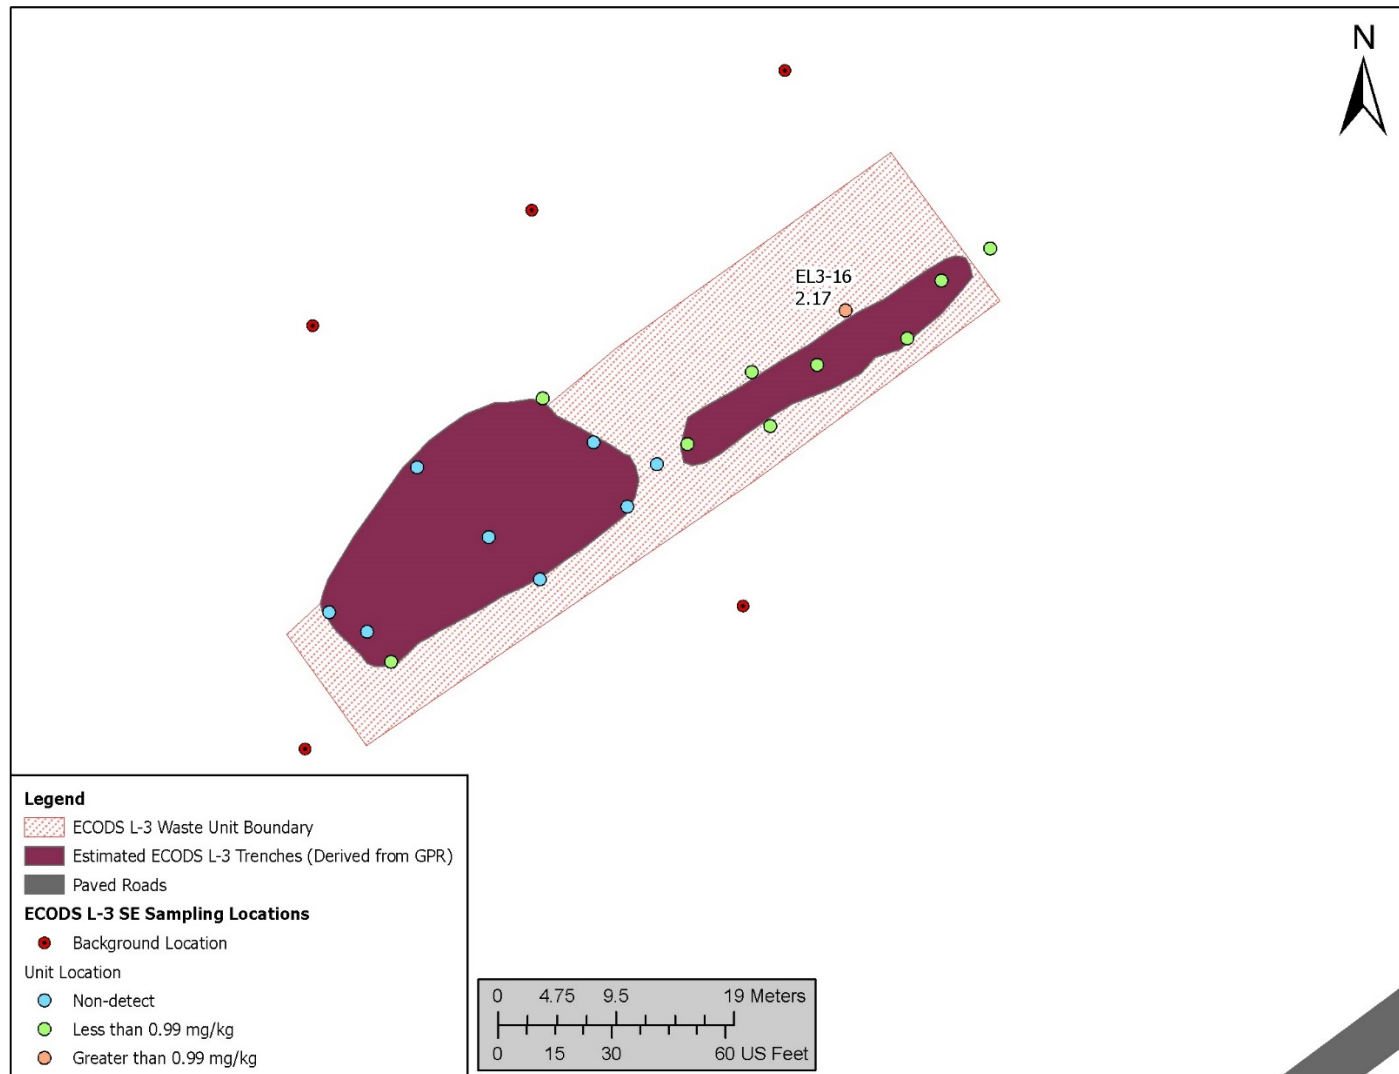 N
EL3-16
2.17
Legend
ECODS L-3 Waste Unit Boundary
Estimated ECODS L-3 Trenches (Derived from GPR)
Paved Roads
ECODS L-3 SE Sampling Locations
Background Location
Unit Location
Non-detect
Less than 0.99 mg/kg
Greater than 0.99 mg/kg
0 4.75 9.5 19 Meters
0 15 30 60 US Feet